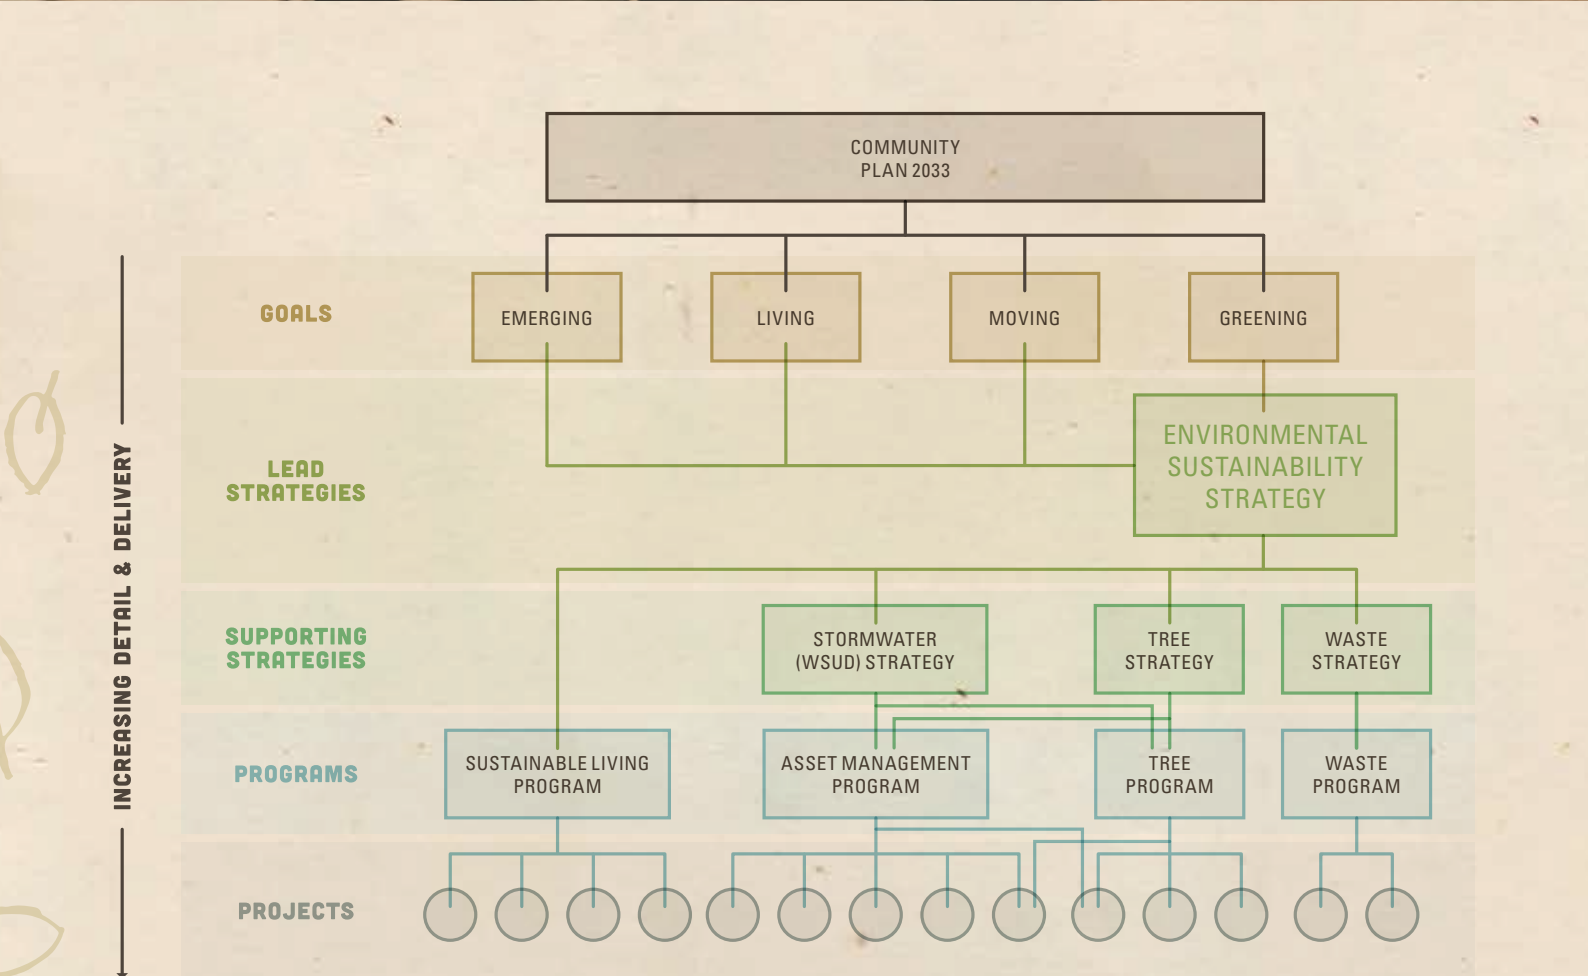 COMMUNITY
PLAN 2033
GOALS
EMERGING
LIVING
MOVING
GREENING
LEAD
STRATEGIES
ENVIRONMENTAL
SUSTAINABILITY
STRATEGY
INCREASING DETAIL & DELIVERY
SUPPORTING
STRATEGIES
STORMWATER
(WSUD) STRATEGY
TREE
STRATEGY
WASTE
STRATEGY
PROGRAMS
SUSTAINABLE LIVING
PROGRAM
ASSET MANAGEMENT
PROGRAM
TREE
PROGRAM
WASTE
PROGRAM
PROJECTS